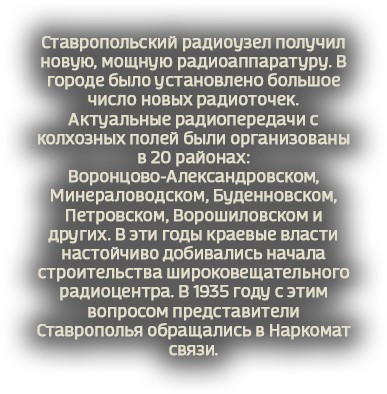 Ставропольский радиоузел получил
новую, мощную радиоаппаратуру. В
городе было установлено большое
число новых радиоточек.
Актуальные радиопередачи с
колхозных полей были организованы
в 20 районах:
Воронцово-Александровском,
Минераловодском, Буденновском,
Петровском, Ворошиловском и
других. В эти годы краевые власти
настойчиво добивались начала
строительства широковещательного
радиоцентра. В 1935 году с этим
вопросом представители
Ставрополья обращались в Наркомат
связи.